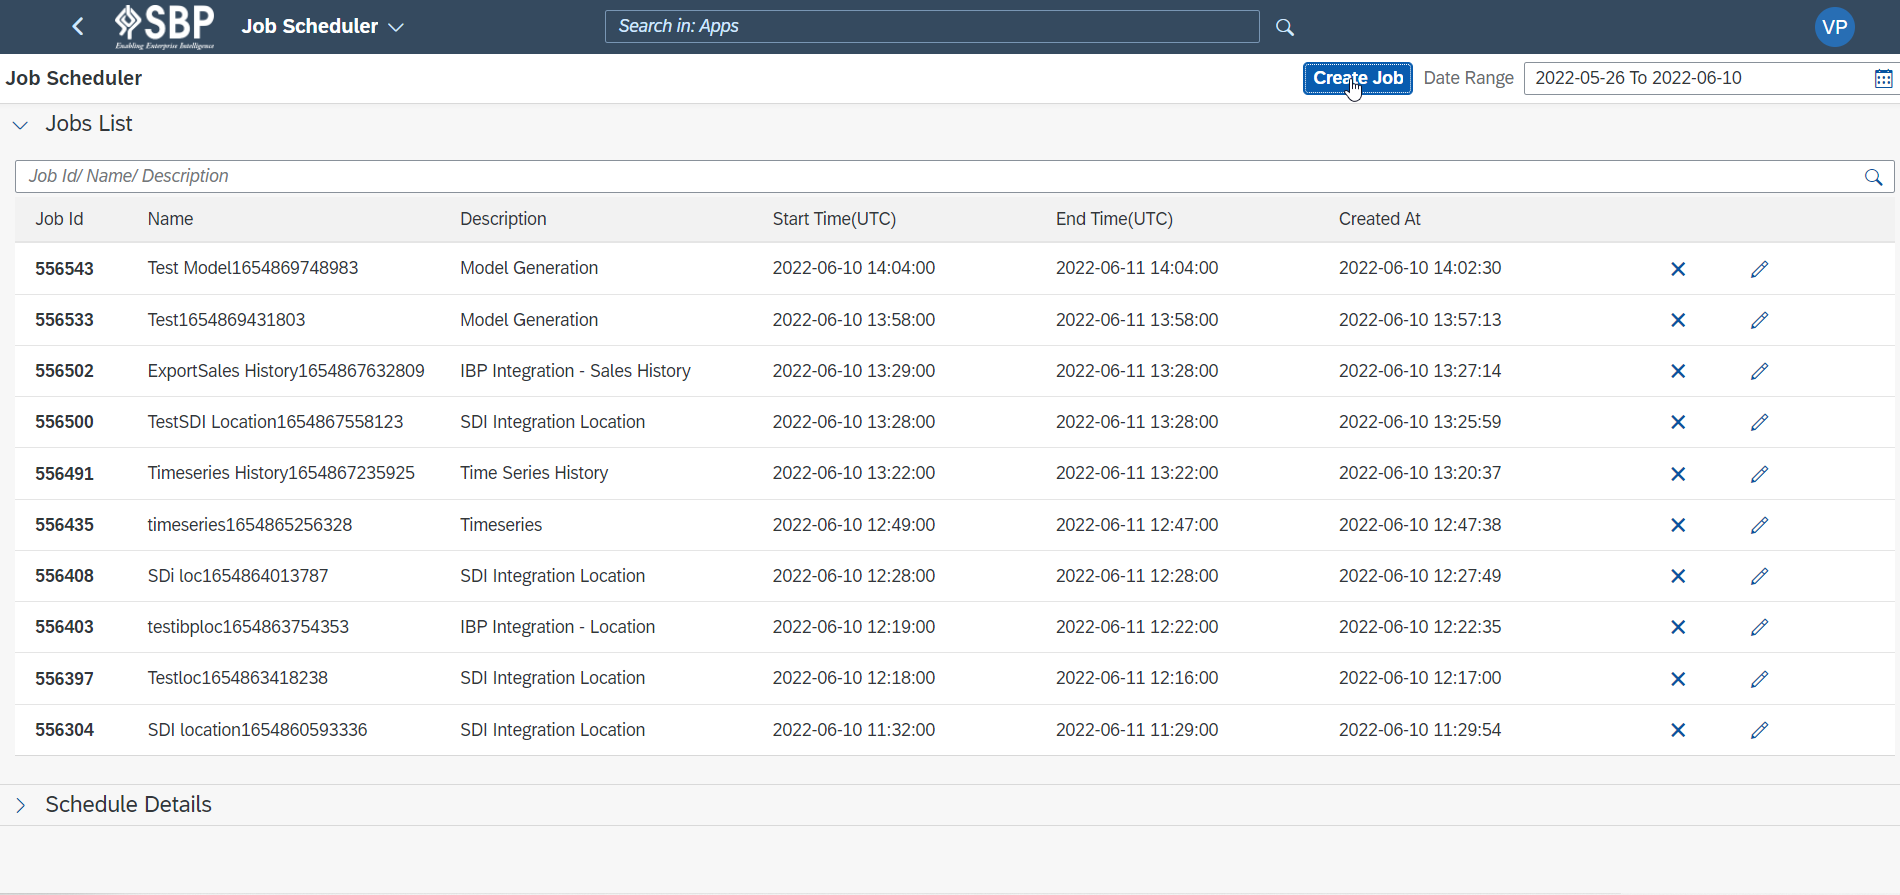 SBP
Enabling Enterprise Intelligence
Job Scheduler
Search in: Apps
VP
Job Scheduler
Create Job
Date Range
2022-05-26 To 2022-06-10
Jobs List
Job Id/ Name/ Description
Job Id Name Description Start Time(UTC) End Time(UTC) Created At
556543 Test Model1654869748983 Model Generation 2022-06-10 14:04:00 2022-06-11 14:04:00 2022-06-10 14:02:30
556533 Test1654869431803 Model Generation 2022-06-10 13:58:00 2022-06-11 13:58:00 2022-06-10 13:57:13
556502 ExportSales History1654867632809 IBP Integration - Sales History 2022-06-10 13:29:00 2022-06-11 13:28:00 2022-06-10 13:27:14
556500 TestSDI Location1654867558123 SDI Integration Location 2022-06-10 13:28:00 2022-06-11 13:28:00 2022-06-10 13:25:59
556491 Timeseries History1654867235925 Time Series History 2022-06-10 13:22:00 2022-06-11 13:22:00 2022-06-10 13:20:37
556435 timeseries1654865256328 Timeseries 2022-06-10 12:49:00 2022-06-11 12:47:00 2022-06-10 12:47:38
556408 SDi loc1654864013787 SDI Integration Location 2022-06-10 12:28:00 2022-06-11 12:28:00 2022-06-10 12:27:49
556403 testibploc1654863754353 IBP Integration - Location 2022-06-10 12:19:00 2022-06-11 12:22:00 2022-06-10 12:22:35
556397 Testloc1654863418238 SDI Integration Location 2022-06-10 12:18:00 2022-06-11 12:16:00 2022-06-10 12:17:00
556304 SDI location1654860593336 SDI Integration Location 2022-06-10 11:32:00 2022-06-11 11:29:00 2022-06-10 11:29:54
Schedule Details